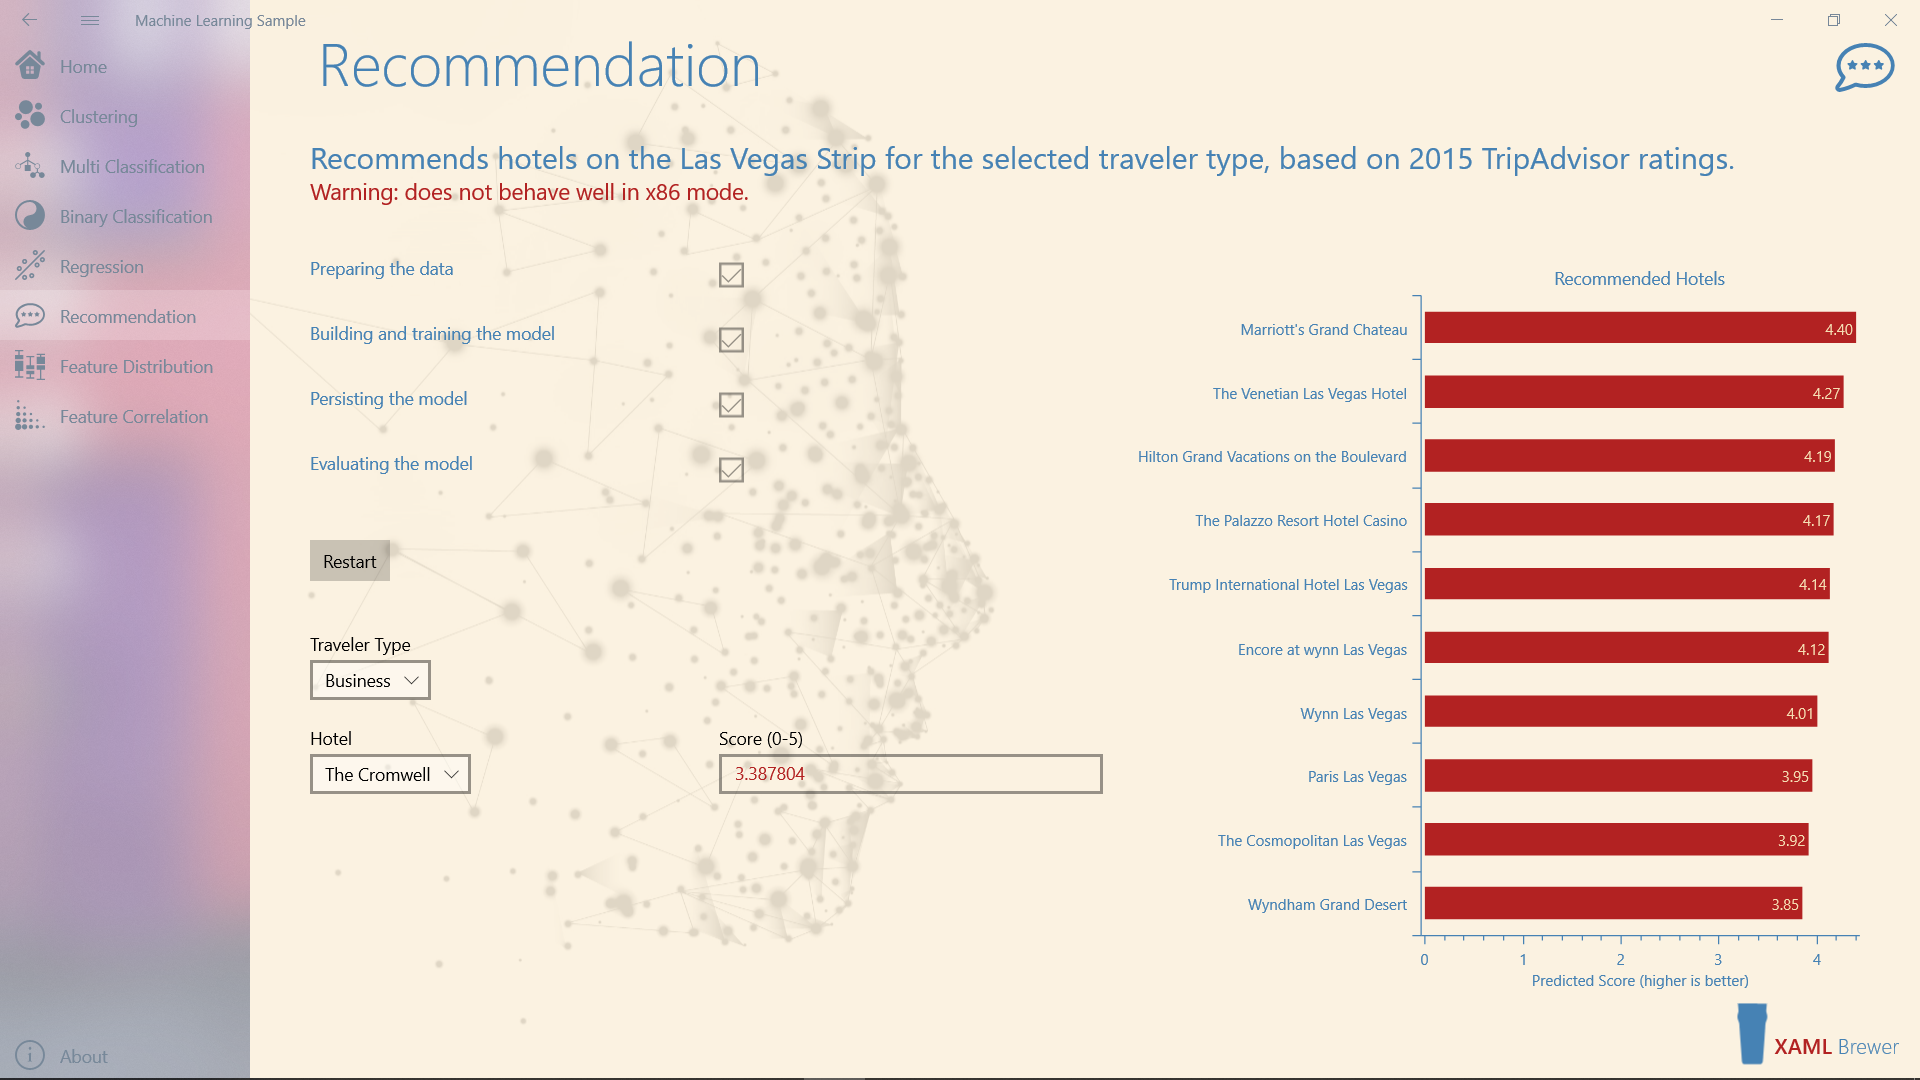 Machine Learning Sample
Home
Clustering
Multi Classification
Binary Classification
Regression
Recommendation
Feature Distribution
Feature Correlation
About
Recommendation
Recommends hotels on the Las Vegas Strip for the selected traveler type, based on 2015 TripAdvisor ratings.
Warning: does not behave well in x86 mode.
Preparing the data
Building and training the model
Persisting the model
Evaluating the model
Restart
Traveler Type
Business
Hotel
The Cromwell
Score (0-5)
3.387804
Recommended Hotels
Marriott's Grand Chateau 4.40
The Venetian Las Vegas Hotel 4.27
Hilton Grand Vacations on the Boulevard 4.19
The Palazzo Resort Hotel Casino 4.17
Trump International Hotel Las Vegas 4.14
Encore at wynn Las Vegas 4.12
Wynn Las Vegas 4.01
Paris Las Vegas 3.95
The Cosmopolitan Las Vegas 3.92
Wyndham Grand Desert 3.85
0 1 2 3 4
Predicted Score (higher is better)
XAML Brewer